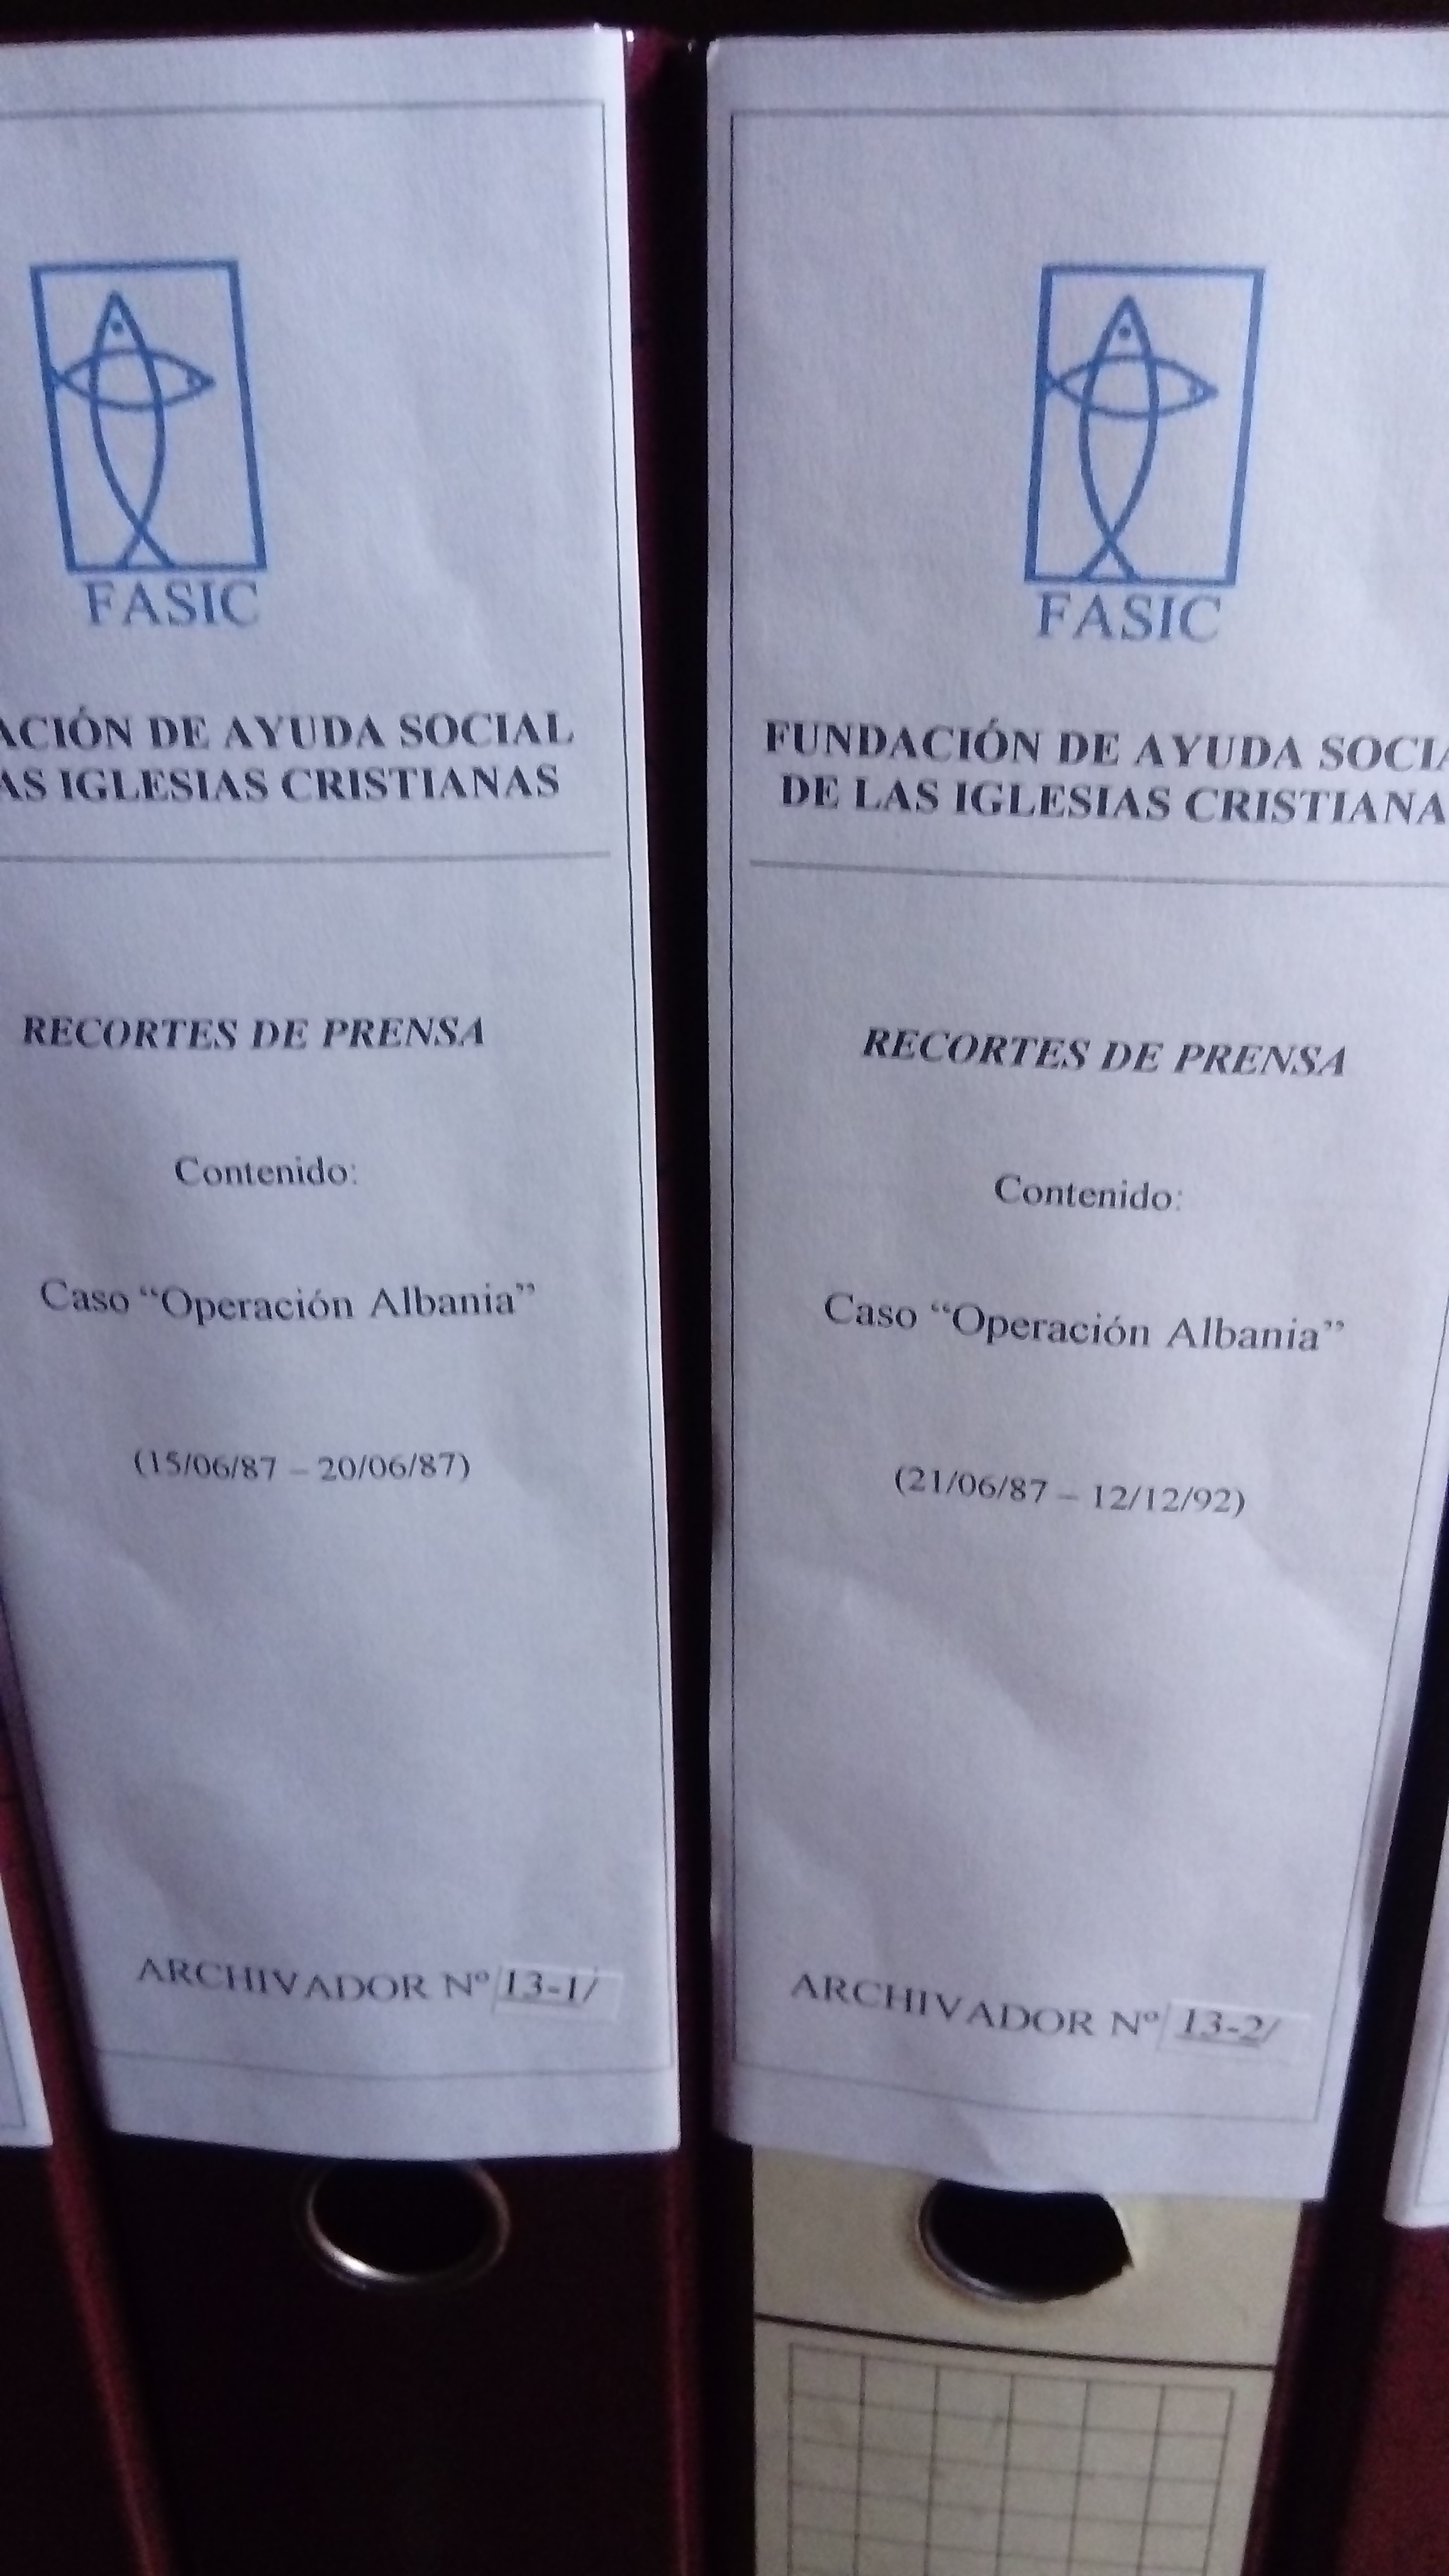 FASIC
ACIÓN DE AYUDA SOCIAL
AS IGLESIAS CRISTIANAS
RECORTES DE PRENSA
Contenido:
Caso “Operación Albania”
(15/06/87 – 20/06/87)
ARCHIVADOR Nº 13-1/
FASIC
FUNDACIÓN DE AYUDA SOCIA
DE LAS IGLESIAS CRISTIANA
RECORTES DE PRENSA
Contenido:
Caso “Operación Albania”
(21/06/87 – 12/12/92)
ARCHIVADOR Nº 13-2/